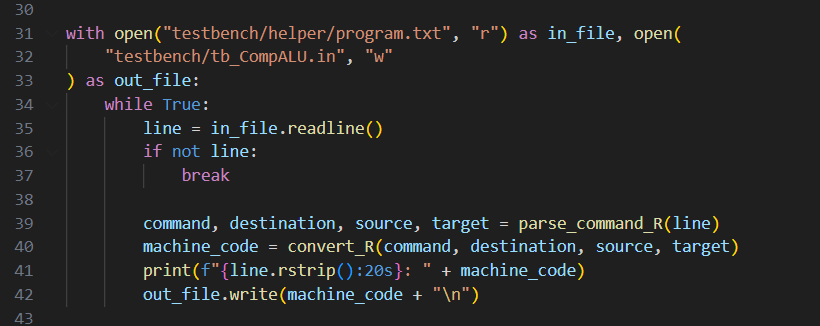 30
31 with open("testbench/helper/program.txt", "r") as in_file, open(
32     "testbench/tb_CompALU.in", "w"
33 ) as out_file:
34     while True:
35         line = in_file.readline()
36         if not line:
37             break
38
39         command, destination, source, target = parse_command_R(line)
40         machine_code = convert_R(command, destination, source, target)
41         print(f"{line.rstrip():20s}: " + machine_code)
42         out_file.write(machine_code + "\n")
43